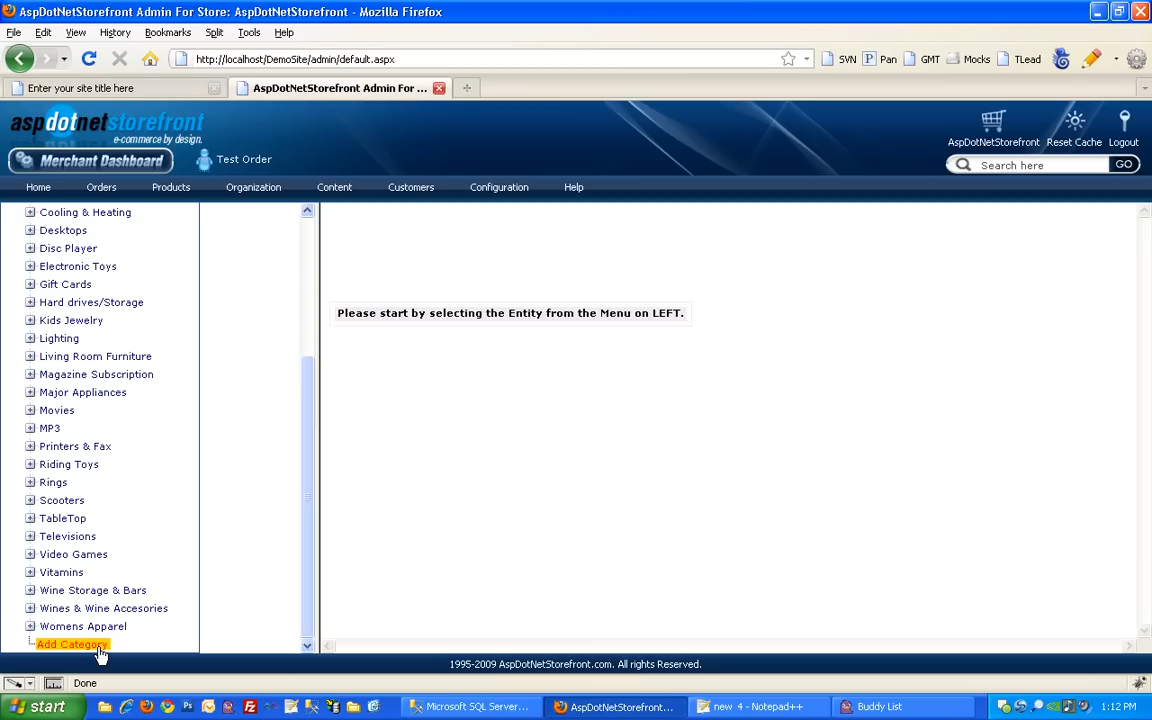 AspDotNetStorefront Admin For Store: AspDotNetStorefront - Mozilla Firefox
File Edit View History Bookmarks Split Tools Help
http://localhost/DemoSite/admin/default.aspx
SVN P Pan GMT Mocks TLead
Enter your site title here
AspDotNetStorefront Admin For ...
aspdotnetstorefront
e-commerce by design.
Merchant Dashboard
Test Order
AspDotNetStorefront Reset Cache Logout
Search here GO
Home Orders Products Organization Content Customers Configuration Help
Cooling & Heating
Desktops
Disc Player
Electronic Toys
Gift Cards
Hard drives/Storage
Kids Jewelry
Lighting
Living Room Furniture
Magazine Subscription
Major Appliances
Movies
MP3
Printers & Fax
Riding Toys
Rings
Scooters
TableTop
Televisions
Video Games
Vitamins
Wine Storage & Bars
Wines & Wine Accesories
Womens Apparel
Add Category
Please start by selecting the Entity from the Menu on LEFT.
1995-2009 AspDotNetStorefront.com. All rights Reserved.
Done
start
Microsoft SQL Server...
AspDotNetStorefront...
new 4 - Notepad++
Buddy List
1:12 PM